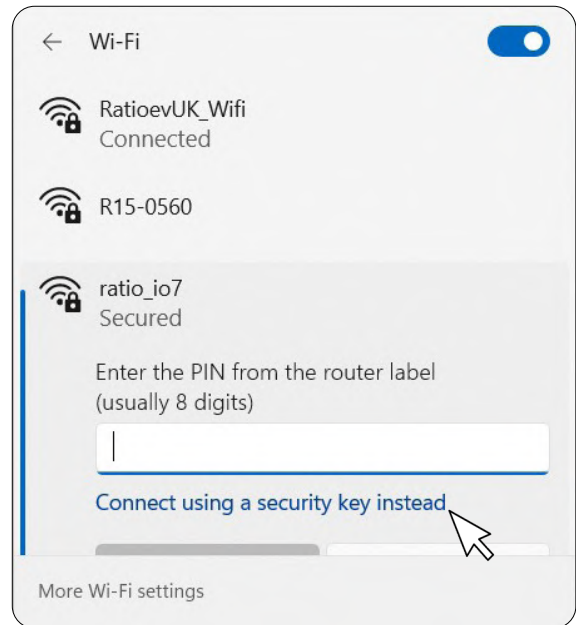 Wi-Fi
RatioevUK_Wifi
Connected
R15-0560
ratio_io7
Secured
Enter the PIN from the router label
(usually 8 digits)
Connect using a security key instead
More Wi-Fi settings